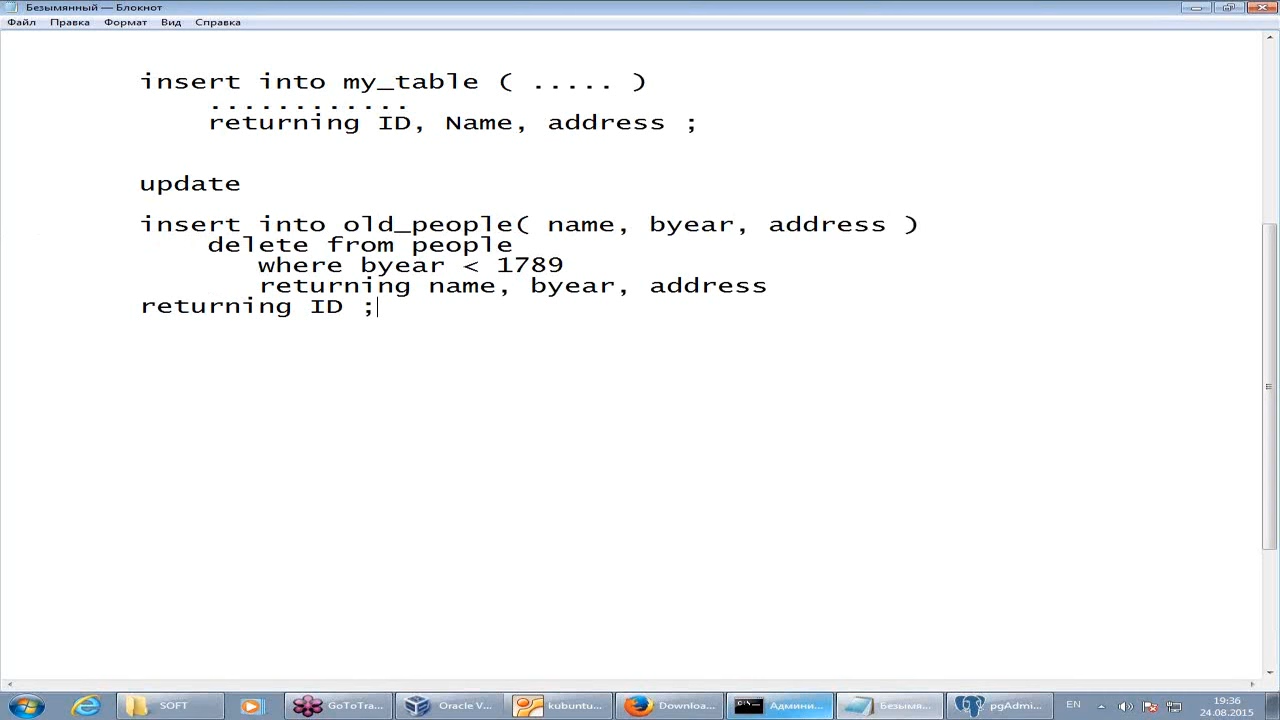 Безымянный — Блокнот
Файл Правка Формат Вид Справка
insert into my_table ( ..... )
............
returning ID, Name, address ;
update
insert into old_people( name, byear, address )
delete from people
where byear < 1789
returning name, byear, address
returning ID ;
SOFT GoToTra... Oracle V... kubuntu... Downloa... Админи... Безымя... pgAdmi... EN 19:36
24.08.2015